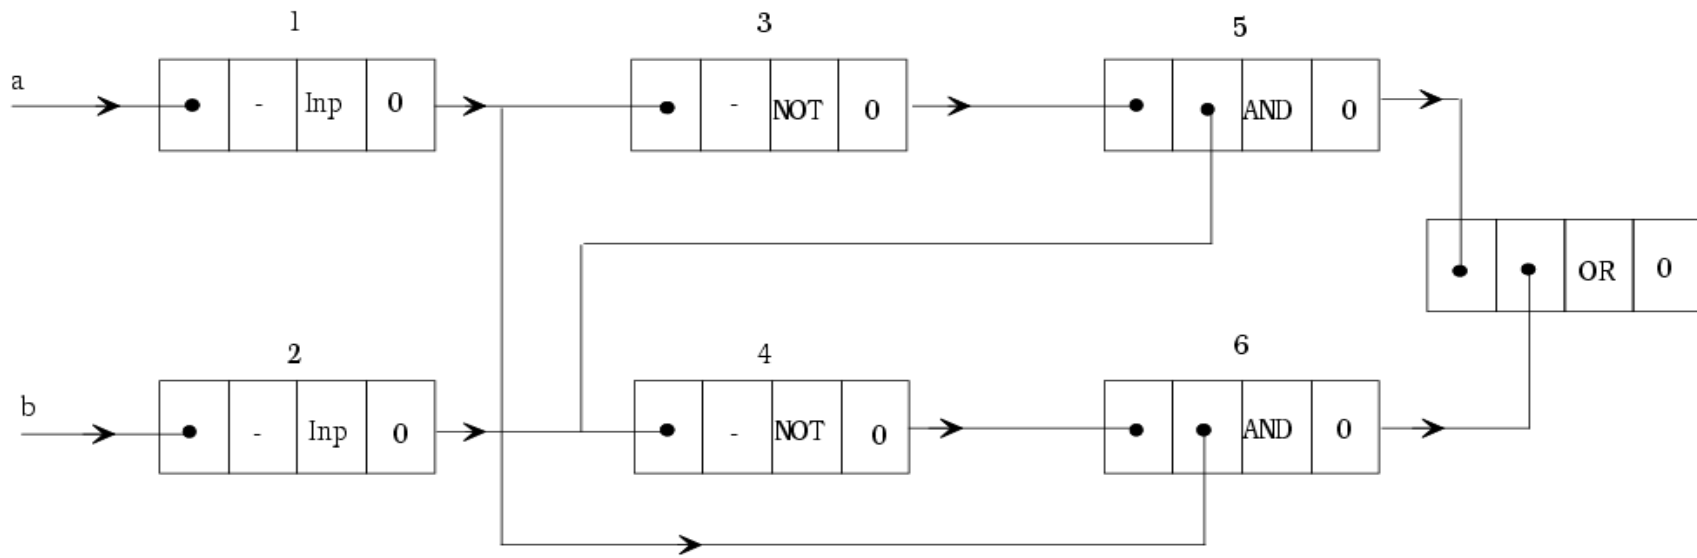 1 3 5
a - Inp 0 - NOT 0 AND 0
OR 0
2 4 6
b - Inp 0 - NOT 0 AND 0